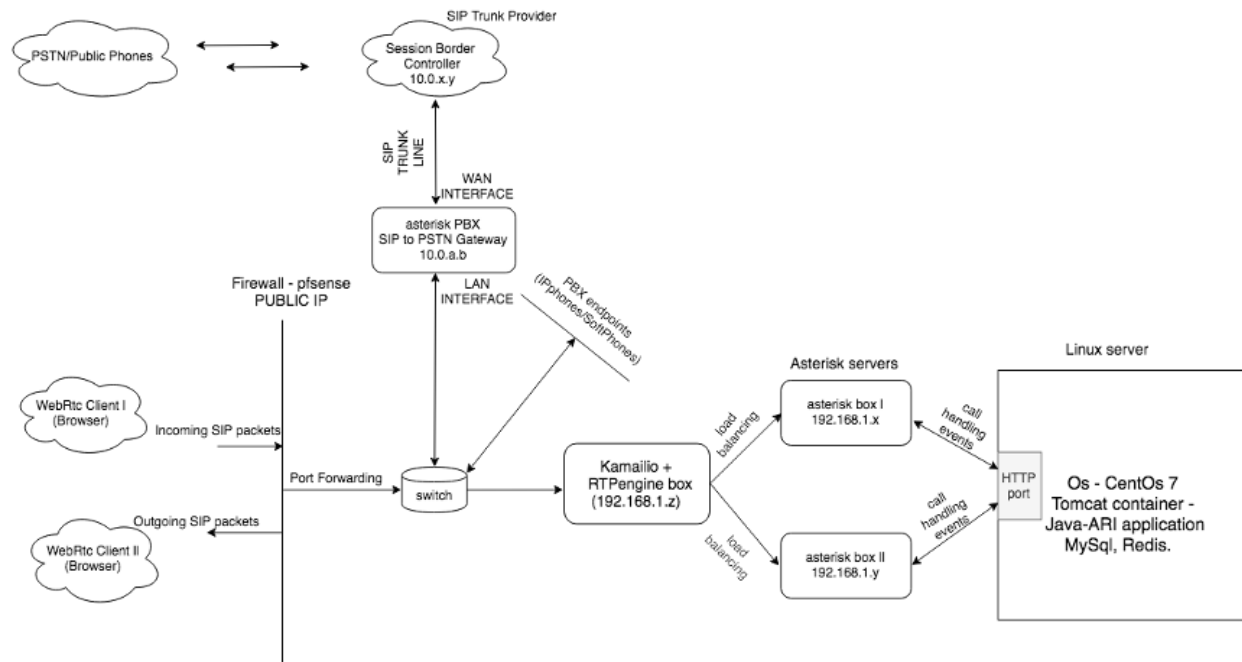 SIP Trunk Provider
PSTN/Public Phones
Session Border
Controller
10.0.x.y
SIP
TRUNK
LINE
WAN
INTERFACE
asterisk PBX
SIP to PSTN Gateway
10.0.a.b
LAN
INTERFACE
PBX endpoints
(IPphones/SoftPhones)
Firewall - pfsense
PUBLIC IP
WebRtc Client I
(Browser)
Incoming SIP packets
Port Forwarding
switch
Outgoing SIP packets
WebRtc Client II
(Browser)
Kamailio +
RTPengine box
(192.168.1.z)
load
balancing
load
balancing
Asterisk servers
asterisk box I
192.168.1.x
asterisk box II
192.168.1.y
call
handling
events
call
handling
events
Linux server
HTTP
port
Os - CentOs 7
Tomcat container -
Java-ARI application
MySql, Redis.